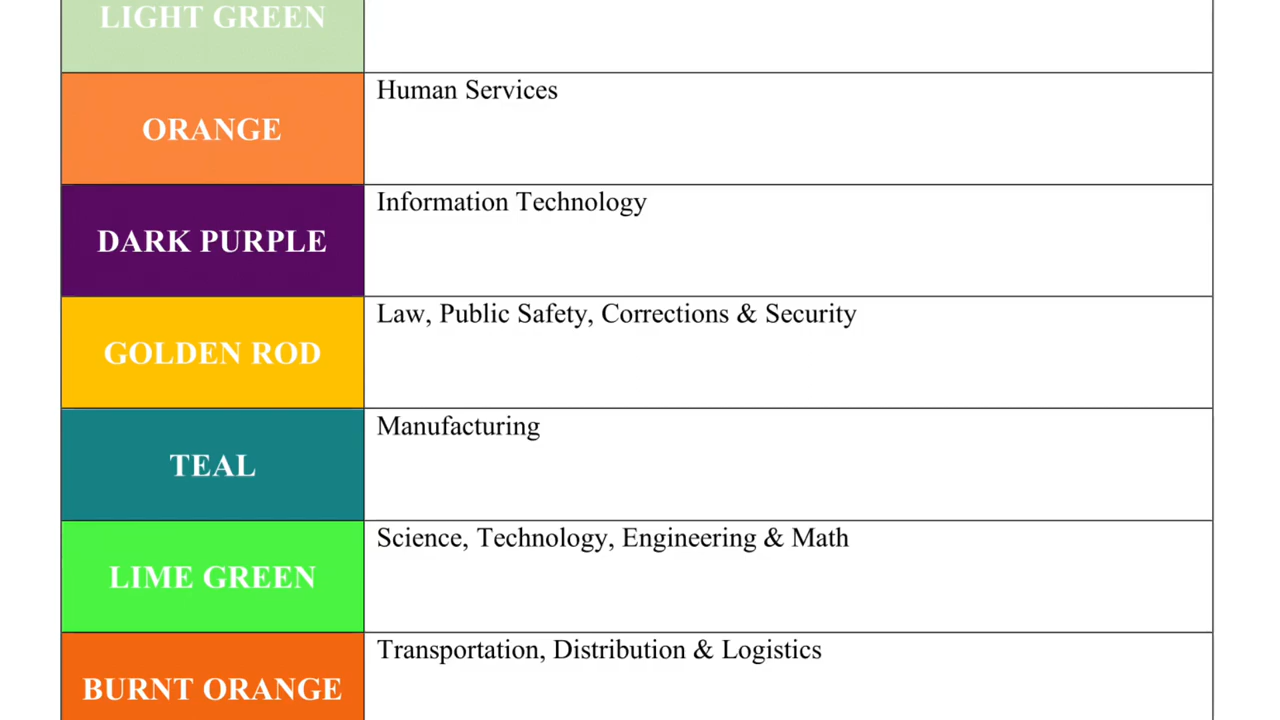 LIGHT GREEN
Human Services
ORANGE
Information Technology
DARK PURPLE
Law, Public Safety, Corrections & Security
GOLDEN ROD
Manufacturing
TEAL
Science, Technology, Engineering & Math
LIME GREEN
Transportation, Distribution & Logistics
BURNT ORANGE